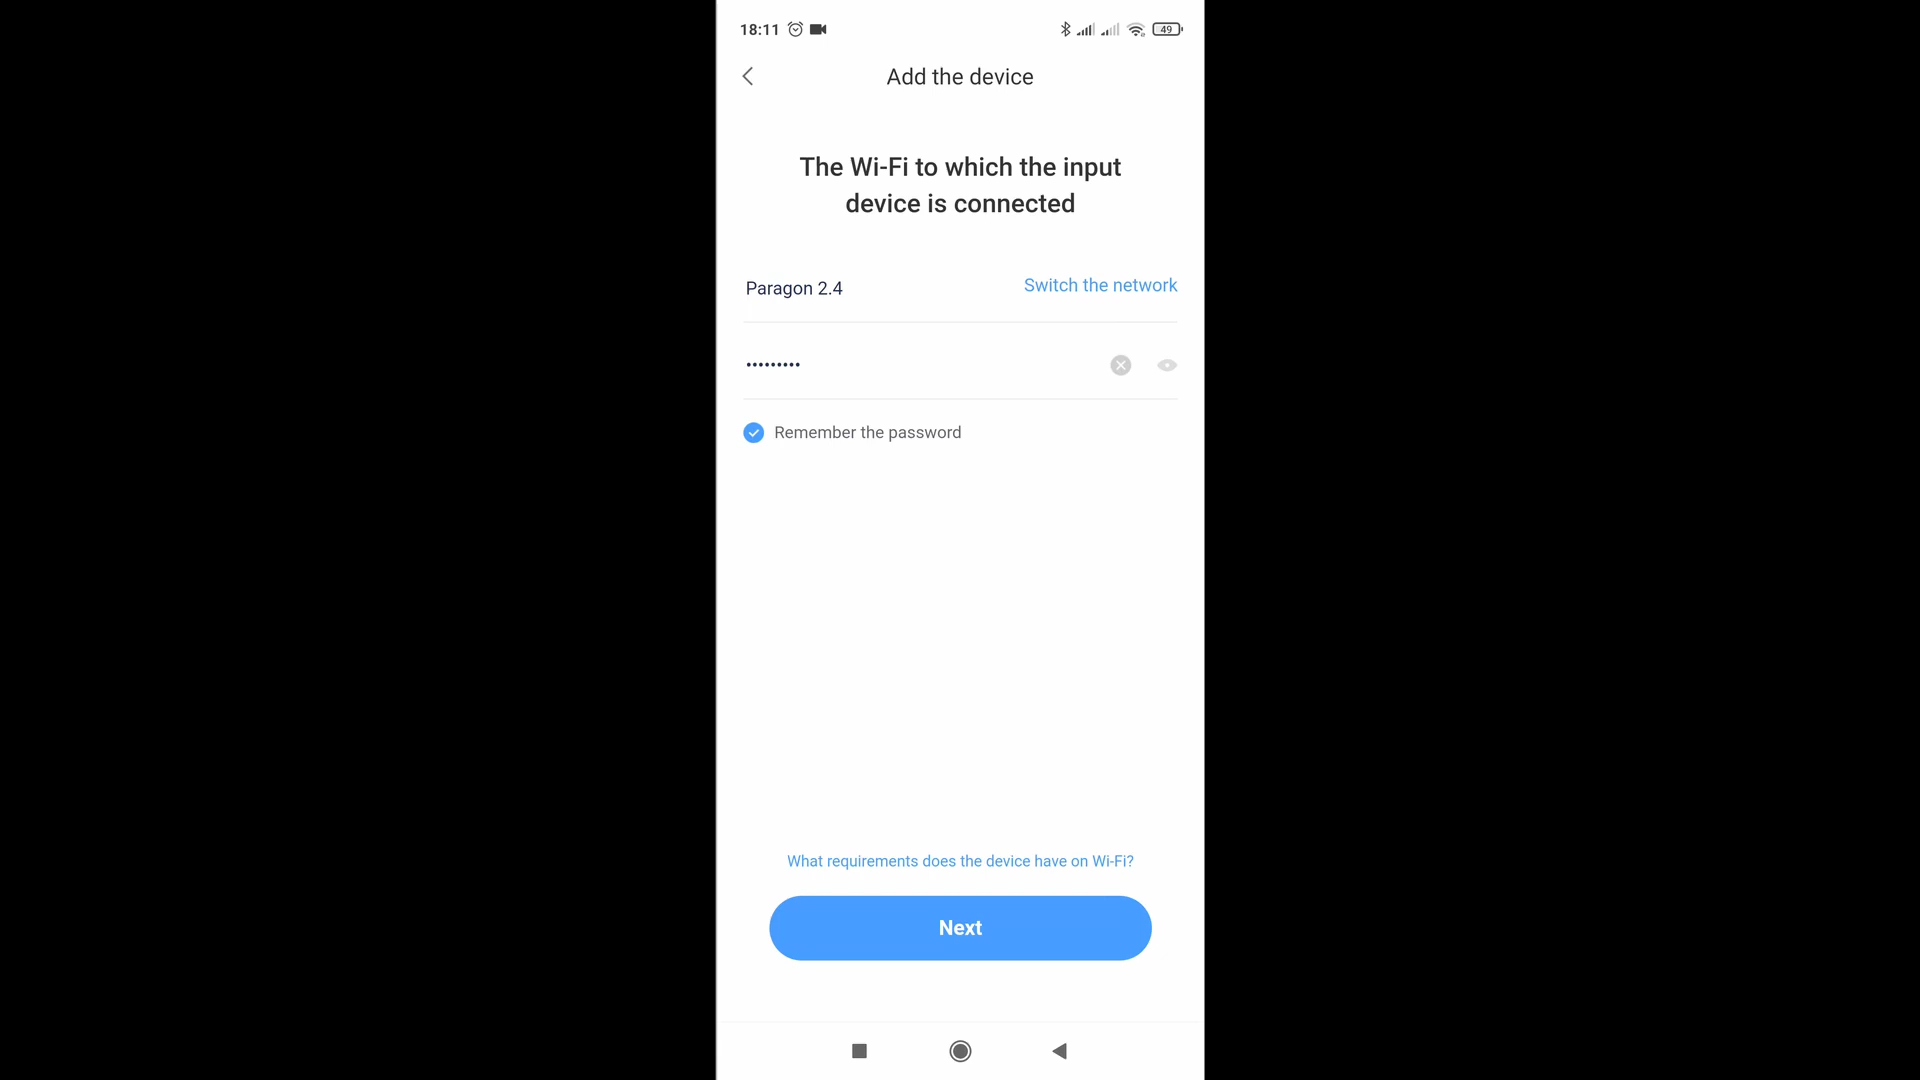 18:11
49
Add the device
The Wi-Fi to which the input
device is connected
Paragon 2.4
Switch the network
•••••••••
Remember the password
What requirements does the device have on Wi-Fi?
Next